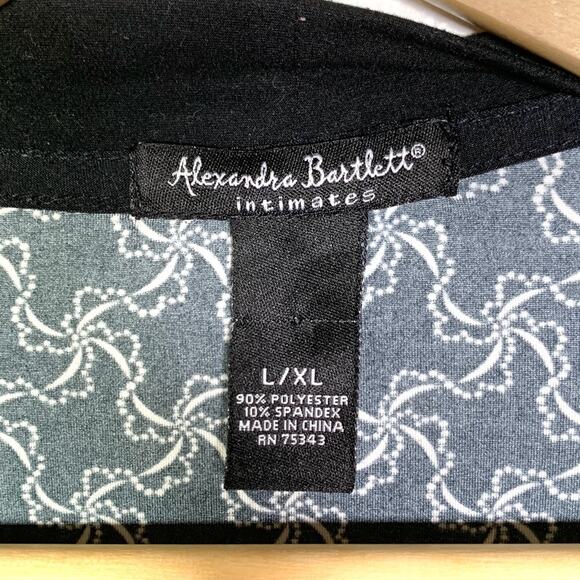 Alexandra Bartlett®
intimates
L/XL
90% POLYESTER
10% SPANDEX
MADE IN CHINA
RN 75343